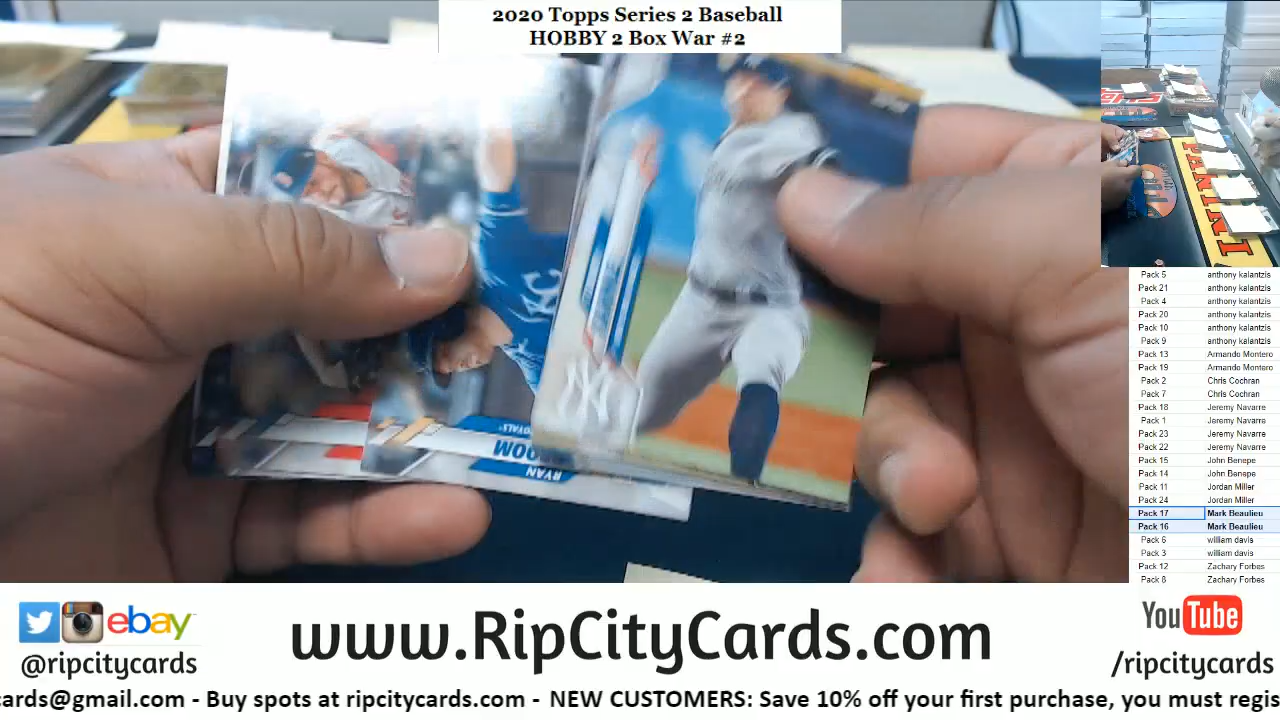 2020 Topps Series 2 Baseball
HOBBY 2 Box War #2
ROYALS
RYAN
NY
KC
PANINI
Pack 5 anthony kalantzis
Pack 21 anthony kalantzis
Pack 4 anthony kalantzis
Pack 20 anthony kalantzis
Pack 10 anthony kalantzis
Pack 9 anthony kalantzis
Pack 13 Armando Montero
Pack 19 Armando Montero
Pack 2 Chris Cochran
Pack 7 Chris Cochran
Pack 18 Jeremy Navarre
Pack 1 Jeremy Navarre
Pack 23 Jeremy Navarre
Pack 22 Jeremy Navarre
Pack 15 John Benepe
Pack 14 John Benepe
Pack 11 Jordan Miller
Pack 24 Jordan Miller
Pack 17 Mark Beaulieu
Pack 16 Mark Beaulieu
Pack 6 william davis
Pack 3 william davis
Pack 12 Zachary Forbes
Pack 8 Zachary Forbes
ebay
@ripcitycards
www.RipCityCards.com
YouTube
/ripcitycards
cards@gmail.com - Buy spots at ripcitycards.com - NEW CUSTOMERS: Save 10% off your first purchase, you must regis